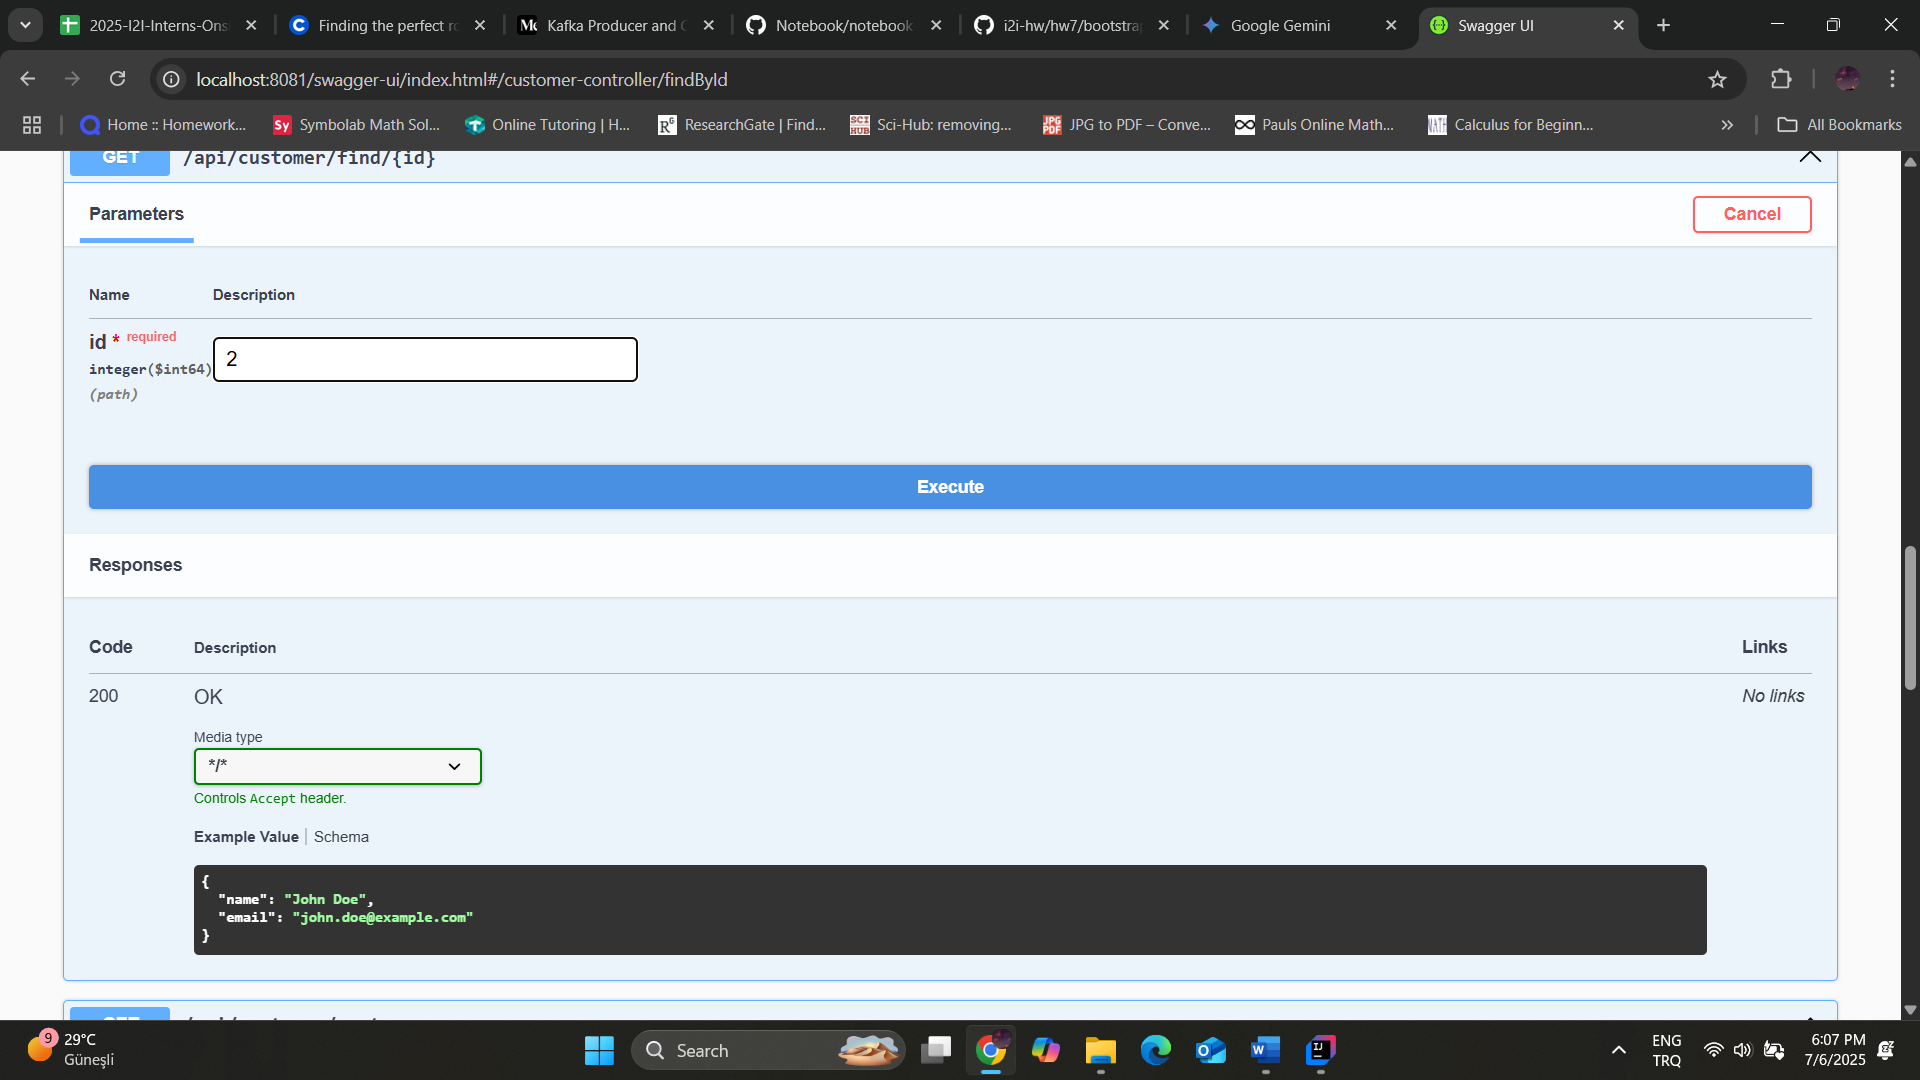 2025-I2I-Interns-Ons
Finding the perfect ro
Kafka Producer and C
Notebook/notebook
i2i-hw/hw7/bootstra
Google Gemini
Swagger UI
localhost:8081/swagger-ui/index.html#/customer-controller/findById
Home :: Homework...
Symbolab Math Sol...
Online Tutoring | H...
ResearchGate | Find...
Sci-Hub: removing...
JPG to PDF – Conve...
Pauls Online Math...
Calculus for Beginn...
All Bookmarks
GET /api/customer/find/{id}
Parameters
Cancel
Name Description
id * required
integer($int64)
(path)
2
Execute
Responses
Code Description Links
200 OK No links
Media type
*/*
Controls Accept header.
Example Value | Schema
{
  "name": "John Doe",
  "email": "john.doe@example.com"
}
9
29°C
Güneşli
Search
ENG
TRQ
6:07 PM
7/6/2025